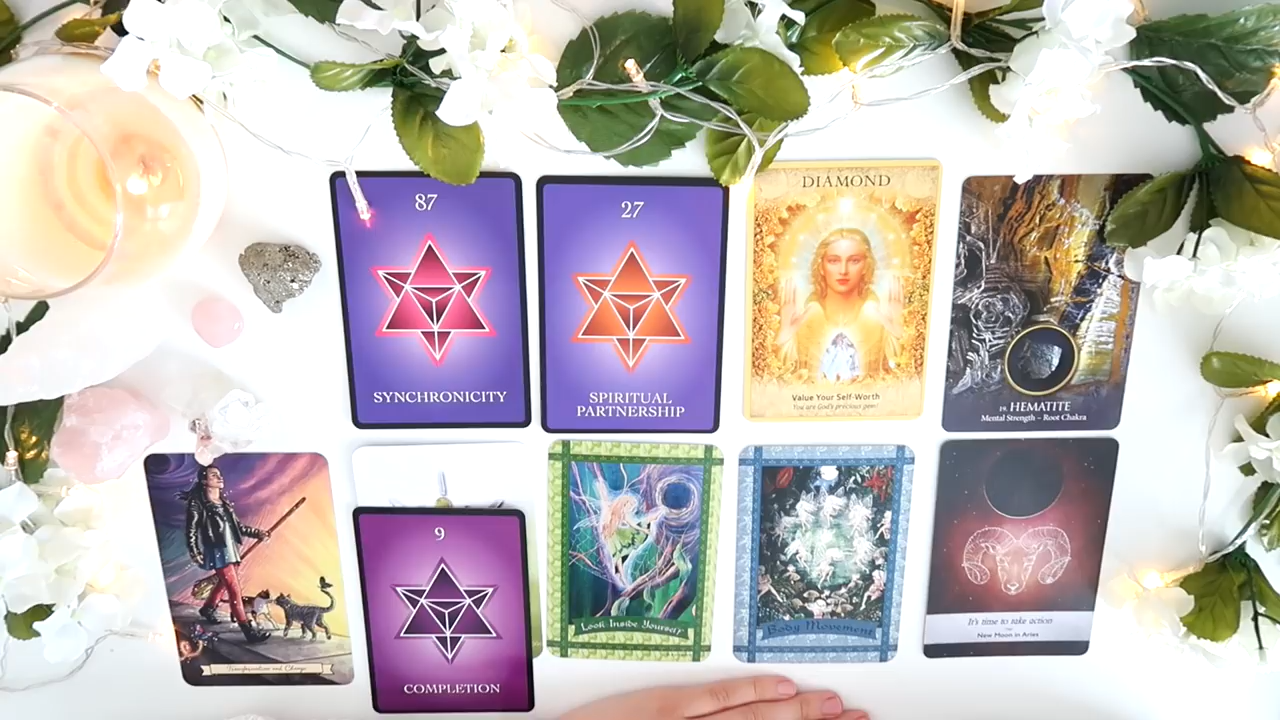 87
SYNCHRONICITY
27
SPIRITUAL
PARTNERSHIP
DIAMOND
Value Your Self-Worth
You are God's precious gem!
19. HEMATITE
Mental Strength – Root Chakra
Transformation and Change
9
COMPLETION
Look Inside Yourself
Body Movement
It's time to take action
New Moon in Aries